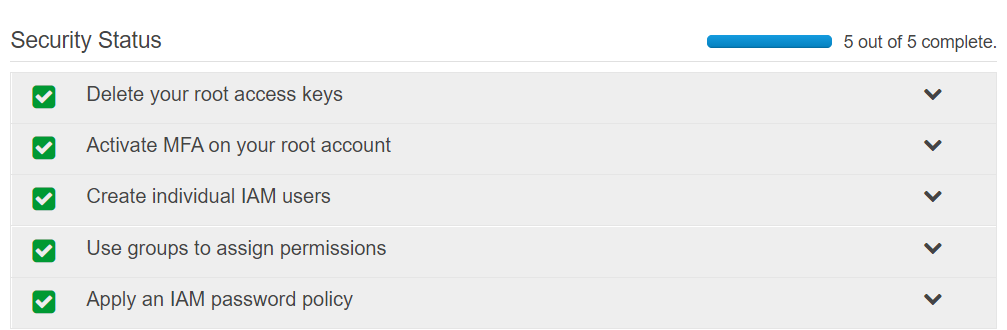 Security Status
5 out of 5 complete.
Delete your root access keys
Activate MFA on your root account
Create individual IAM users
Use groups to assign permissions
Apply an IAM password policy